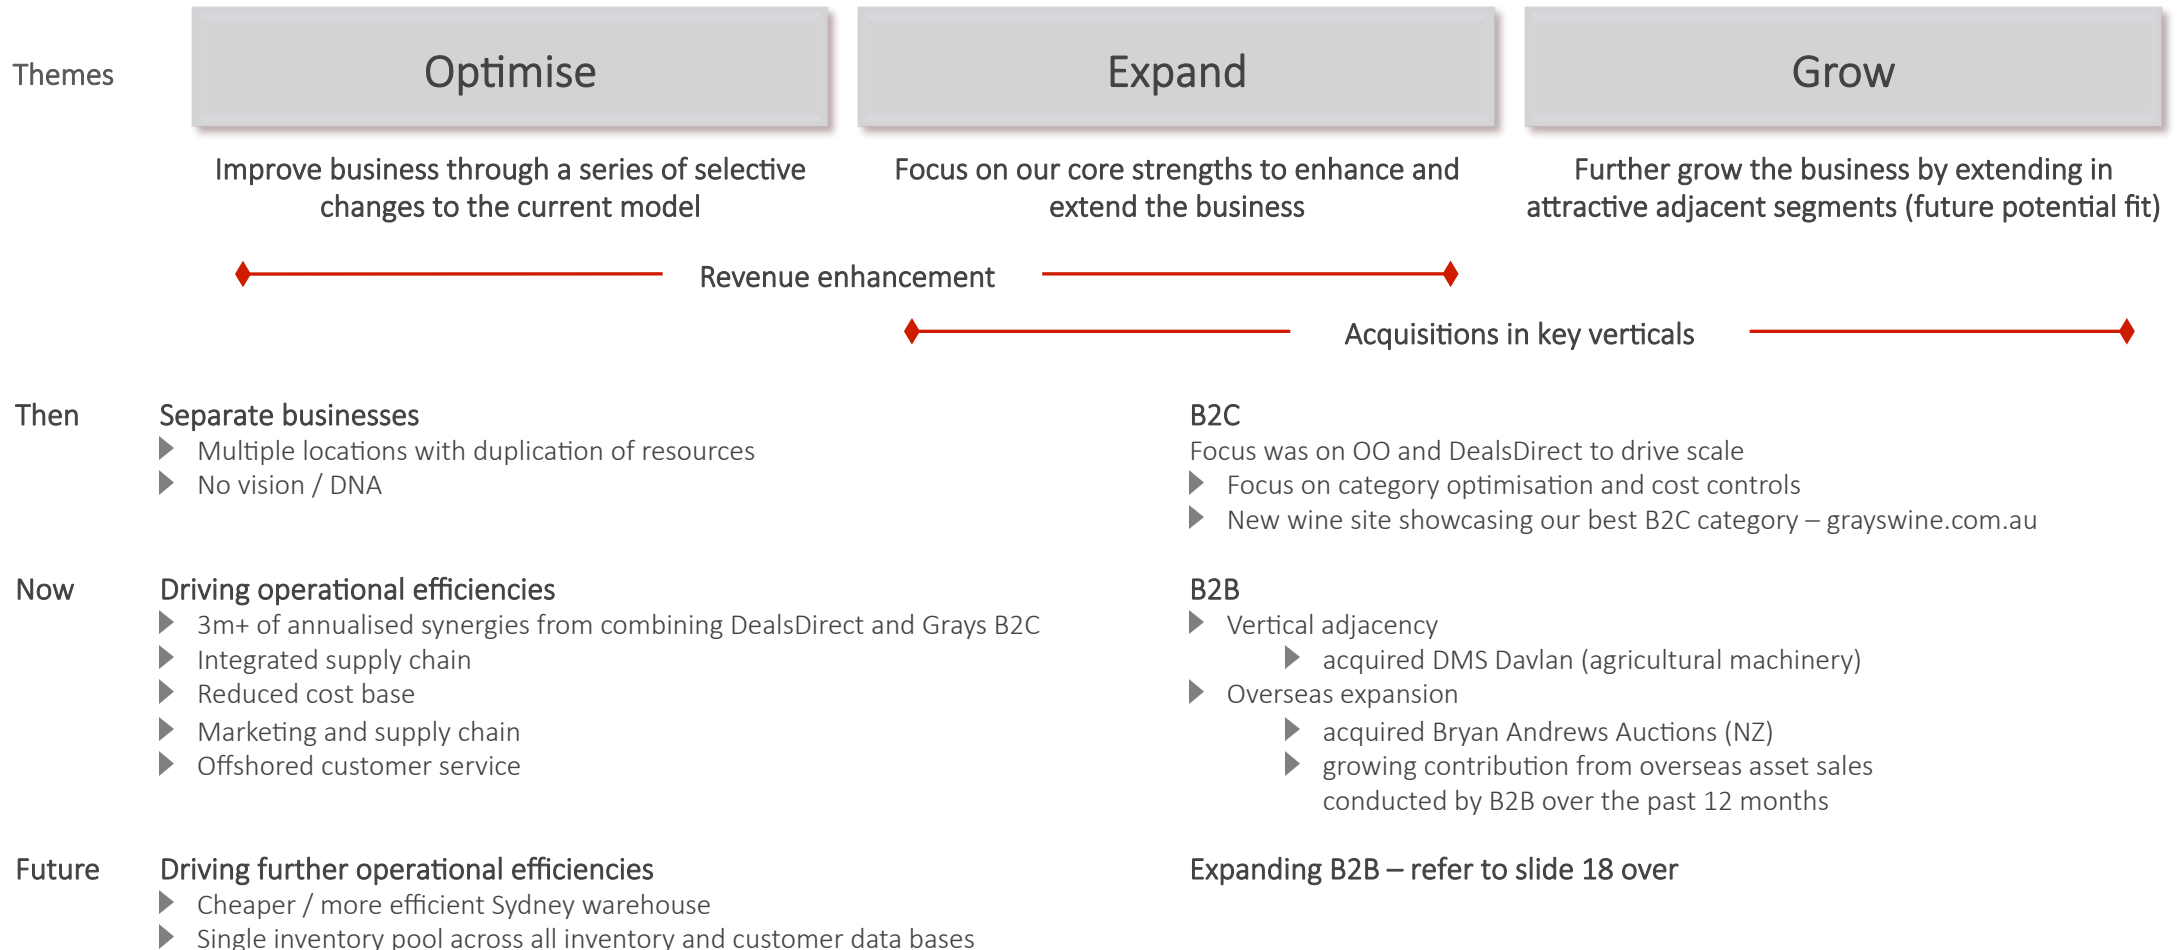 Themes
Optimise
Expand
Grow
Improve business through a series of selective
changes to the current model
Focus on our core strengths to enhance and
extend the business
Further grow the business by extending in
attractive adjacent segments (future potential fit)
Revenue enhancement
Acquisitions in key verticals
Then
Separate businesses
Multiple locations with duplication of resources
No vision / DNA
B2C
Focus was on OO and DealsDirect to drive scale
Focus on category optimisation and cost controls
New wine site showcasing our best B2C category – grayswine.com.au
Now
Driving operational efficiencies
3m+ of annualised synergies from combining DealsDirect and Grays B2C
Integrated supply chain
Reduced cost base
Marketing and supply chain
Offshored customer service
B2B
Vertical adjacency
acquired DMS Davlan (agricultural machinery)
Overseas expansion
acquired Bryan Andrews Auctions (NZ)
growing contribution from overseas asset sales
conducted by B2B over the past 12 months
Future
Driving further operational efficiencies
Cheaper / more efficient Sydney warehouse
Single inventory pool across all inventory and customer data bases
Expanding B2B – refer to slide 18 over